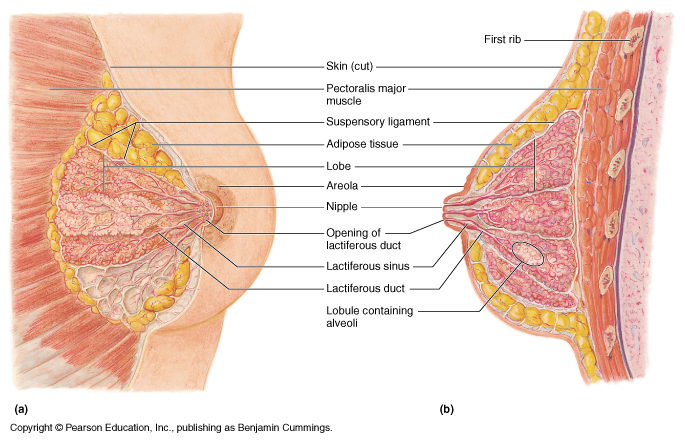 First rib
Skin (cut)
Pectoralis major
muscle
Suspensory ligament
Adipose tissue
Lobe
Areola
Nipple
Opening of
lactiferous duct
Lactiferous sinus
Lactiferous duct
Lobule containing
alveoli
(a)
(b)
Copyright © Pearson Education, Inc., publishing as Benjamin Cummings.